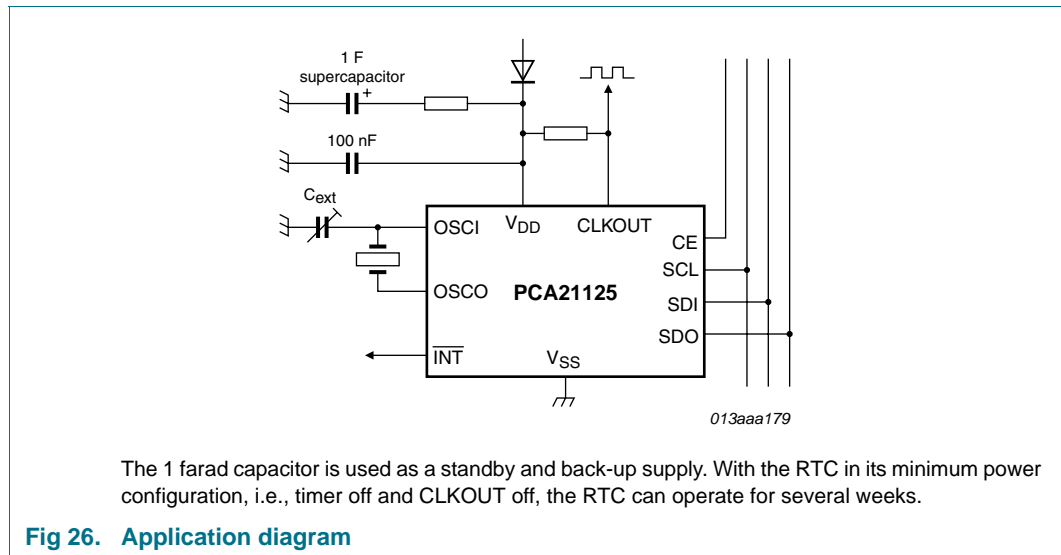 1 F
supercapacitor
+
100 nF
Cext
OSCI
VDD
CLKOUT
CE
SCL
OSCO
PCA21125
SDI
SDO
INT
VSS
013aaa179
The 1 farad capacitor is used as a standby and back-up supply. With the RTC in its minimum power
configuration, i.e., timer off and CLKOUT off, the RTC can operate for several weeks.
Fig 26. Application diagram